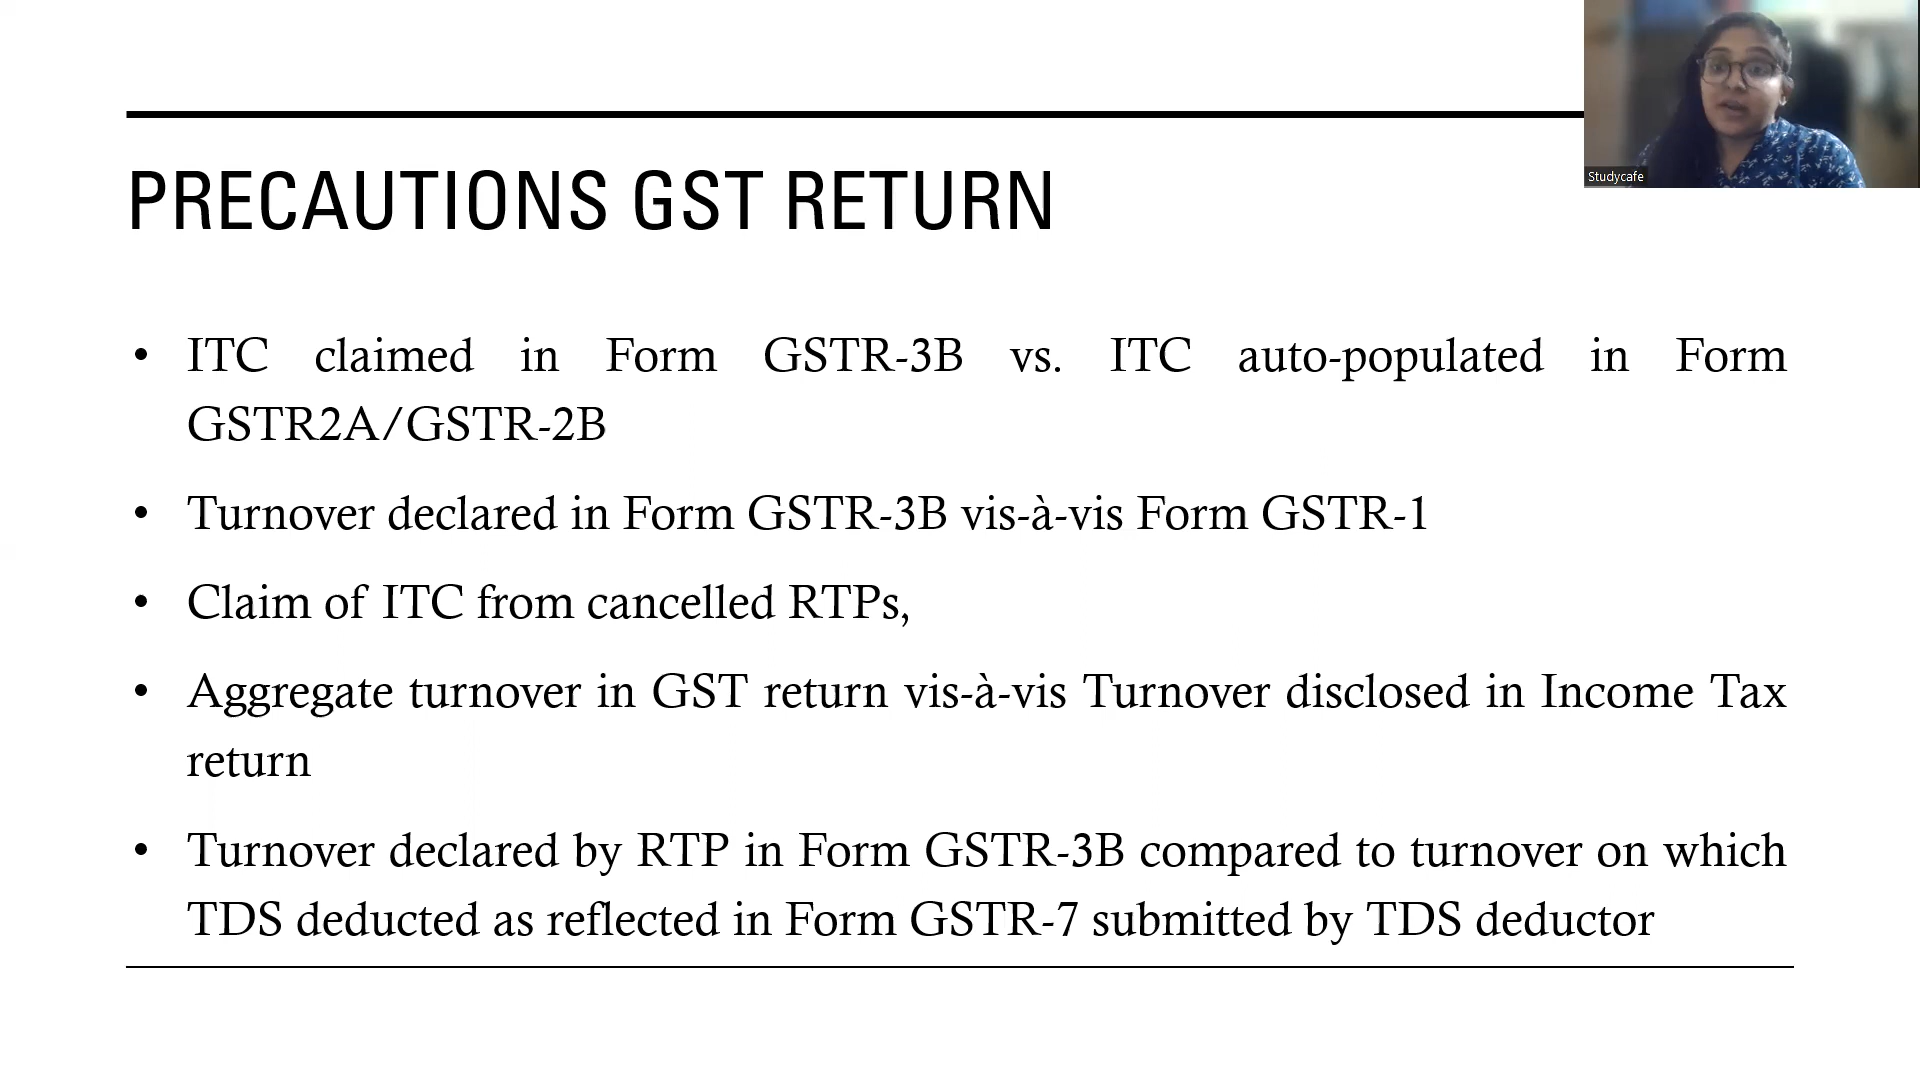 Studycafe
PRECAUTIONS GST RETURN
• ITC claimed in Form GSTR-3B vs. ITC auto-populated in Form
GSTR2A/GSTR-2B
• Turnover declared in Form GSTR-3B vis-à-vis Form GSTR-1
• Claim of ITC from cancelled RTPs,
• Aggregate turnover in GST return vis-à-vis Turnover disclosed in Income Tax
return
• Turnover declared by RTP in Form GSTR-3B compared to turnover on which
TDS deducted as reflected in Form GSTR-7 submitted by TDS deductor